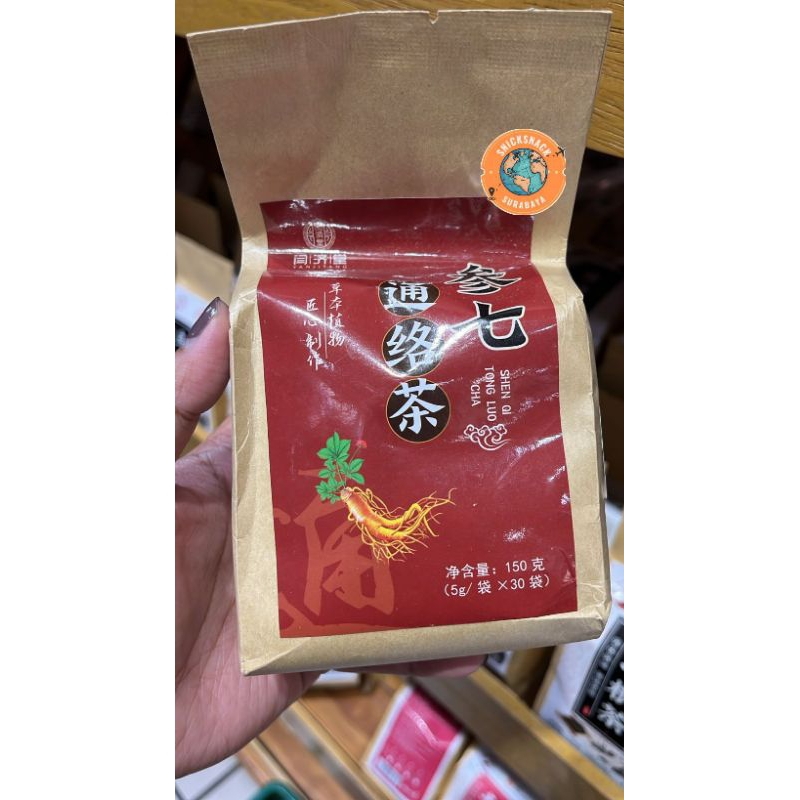 SNICKSNACK
SURABAYA
参七
通络茶
SHEN QI
TONG LUO
CHA
草本植物
匠心制作
净含量：150克
（5g/袋×30袋）